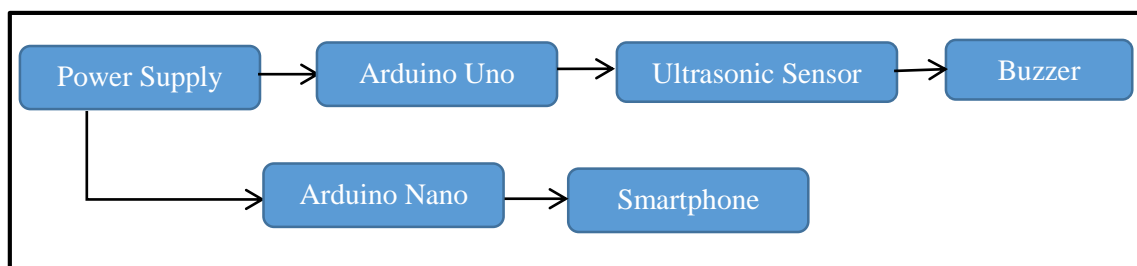 Power Supply
Arduino Uno
Ultrasonic Sensor
Buzzer
Arduino Nano
Smartphone